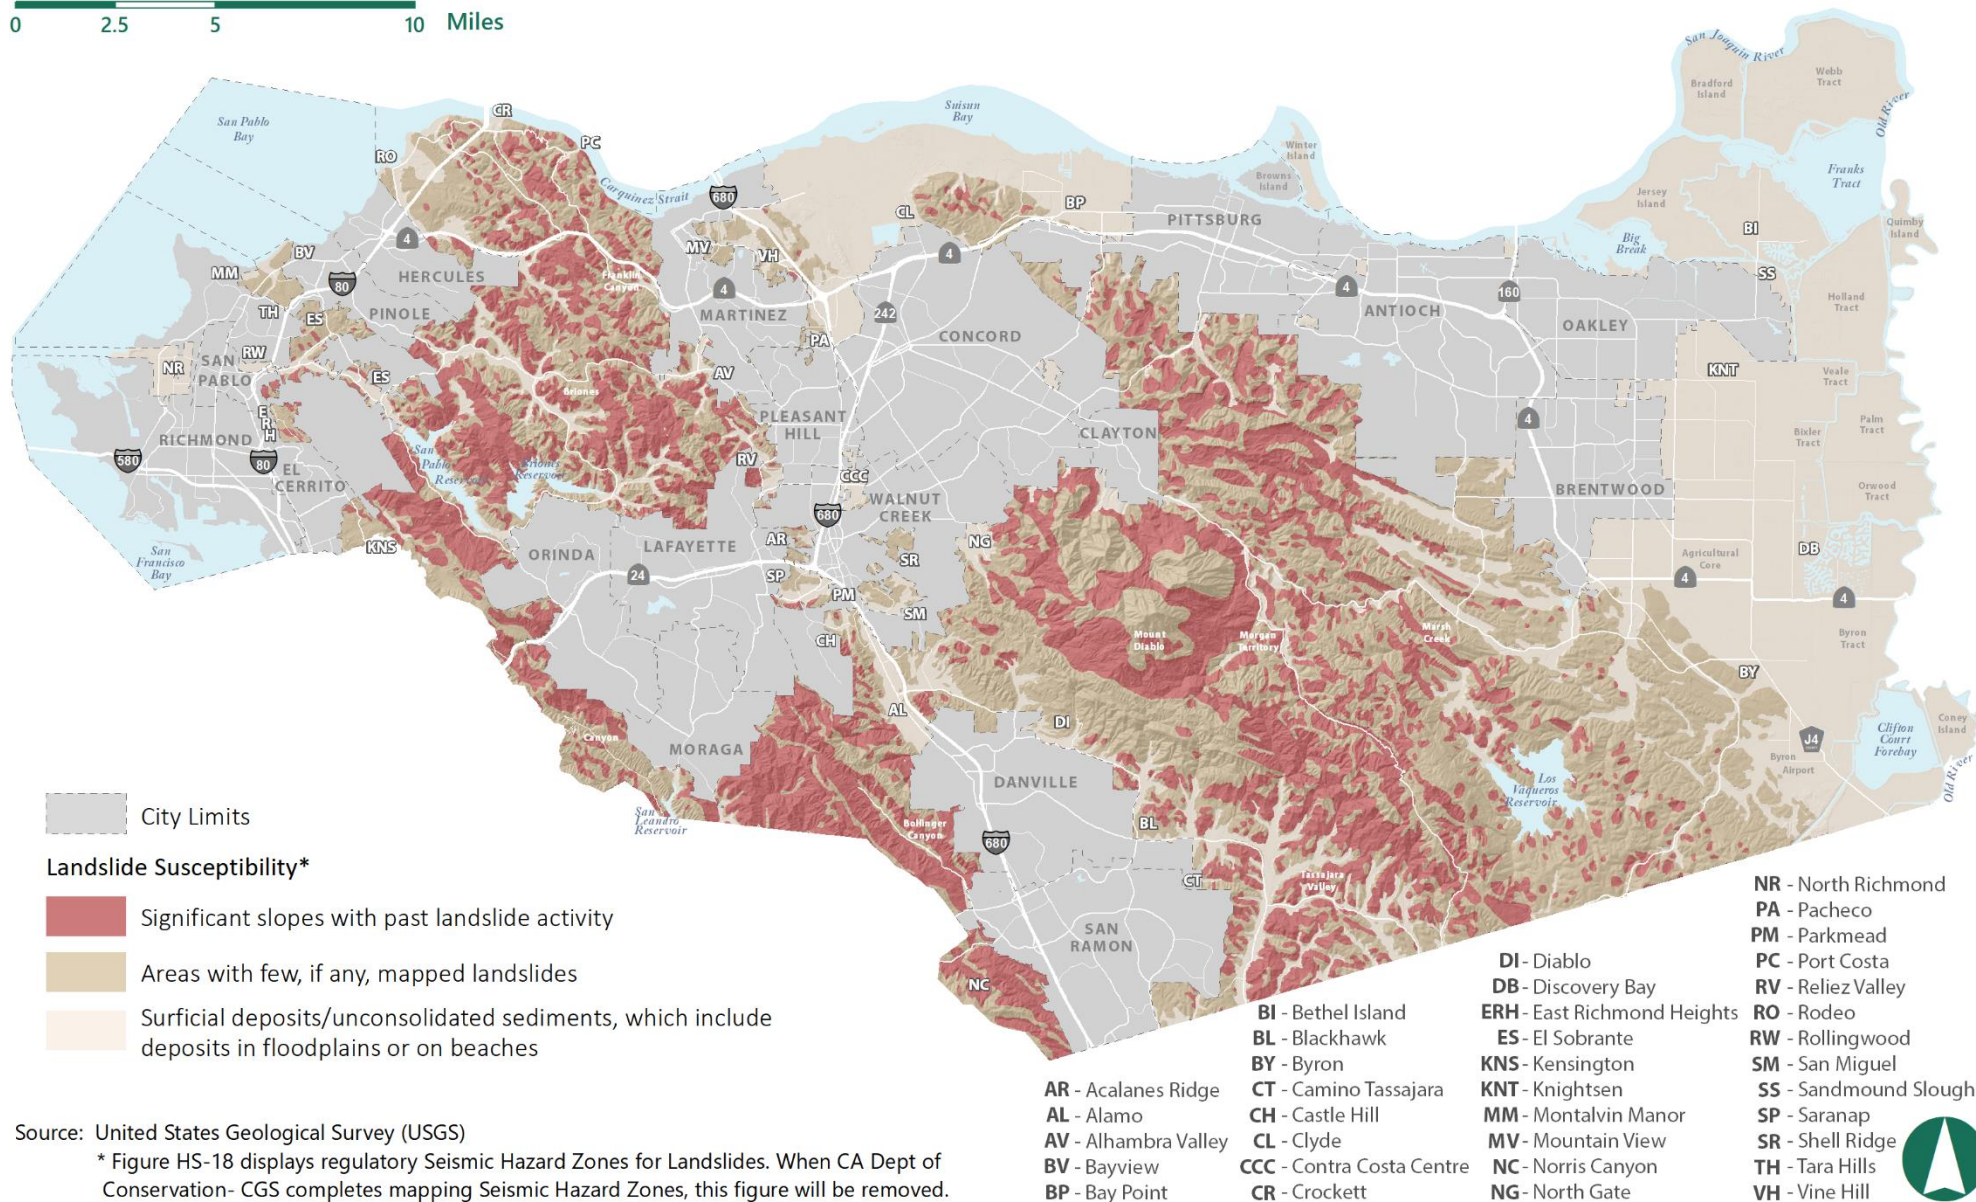 0 2.5 5 10 Miles
San Joaquin River
Bradford
Island
Webb
Tract
Old River
San Pablo
Bay
CR
PC
RO
Carquinez Strait
Suisun
Bay
Winter
Island
Browns
Island
Franks
Tract
Jersey
Island
Quimby
Island
BI
Big
Break
SS
680
CL
BP
PITTSBURG
4
MV
VH
4
BV
MM
HERCULES
80
Franklin
Canyon
4
MARTINEZ
242
CONCORD
4
ANTIOCH
160
OAKLEY
Holland
Tract
TH
ES
PINOLE
PA
NR
SAN
PABLO
RW
ES
AV
Briones
KNT
Veale
Tract
E
R
H
RICHMOND
PLEASANT
HILL
CLAYTON
4
Bixler
Tract
Palm
Tract
580
80
EL
CERRITO
San
Pablo
Reservoir
Briones
Reservoir
RV
CCC
WALNUT
CREEK
BRENTWOOD
Orwood
Tract
680
San
Francisco
Bay
KNS
ORINDA
LAFAYETTE
AR
SR
NG
24
SP
PM
SM
Agricultural
Core
DB
4
4
CH
Mount
Diablo
Morgan
Territory
Marsh
Creek
Byron
Tract
BY
AL
DI
Canyon
MORAGA
DANVILLE
Clifton
Court
Forebay
Coney
Island
J4
Byron
Airport
Old River
Los
Vaqueros
Reservoir
San
Leandro
Reservoir
Bollinger
Canyon
680
BL
CT
Tassajara
Valley
SAN
RAMON
NC
City Limits
Landslide Susceptibility*
Significant slopes with past landslide activity
Areas with few, if any, mapped landslides
Surficial deposits/unconsolidated sediments, which include
deposits in floodplains or on beaches
Source: United States Geological Survey (USGS)
* Figure HS-18 displays regulatory Seismic Hazard Zones for Landslides. When CA Dept of
Conservation- CGS completes mapping Seismic Hazard Zones, this figure will be removed.
AR - Acalanes Ridge
AL - Alamo
AV - Alhambra Valley
BV - Bayview
BP - Bay Point
BI - Bethel Island
BL - Blackhawk
BY - Byron
CT - Camino Tassajara
CH - Castle Hill
CL - Clyde
CCC - Contra Costa Centre
CR - Crockett
DI - Diablo
DB - Discovery Bay
ERH - East Richmond Heights
ES - El Sobrante
KNS - Kensington
KNT - Knightsen
MM - Montalvin Manor
MV - Mountain View
NC - Norris Canyon
NG - North Gate
NR - North Richmond
PA - Pacheco
PM - Parkmead
PC - Port Costa
RV - Reliez Valley
RO - Rodeo
RW - Rollingwood
SM - San Miguel
SS - Sandmound Slough
SP - Saranap
SR - Shell Ridge
TH - Tara Hills
VH - Vine Hill